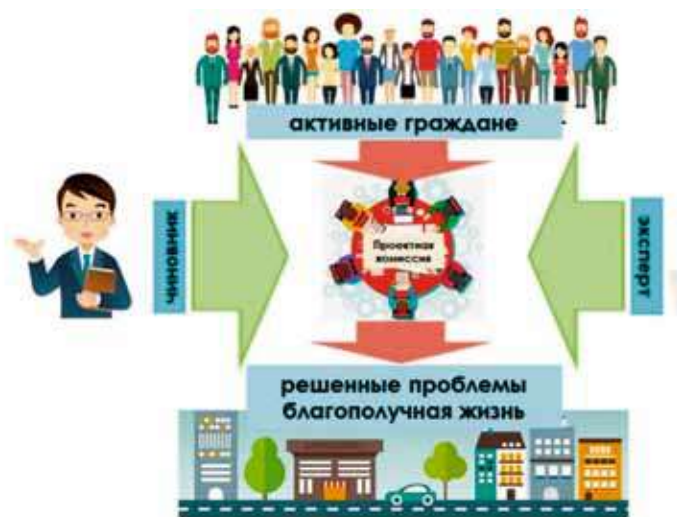 активные граждане
чиновник
Проектная
комиссия
эксперт
решенные проблемы
благополучная жизнь